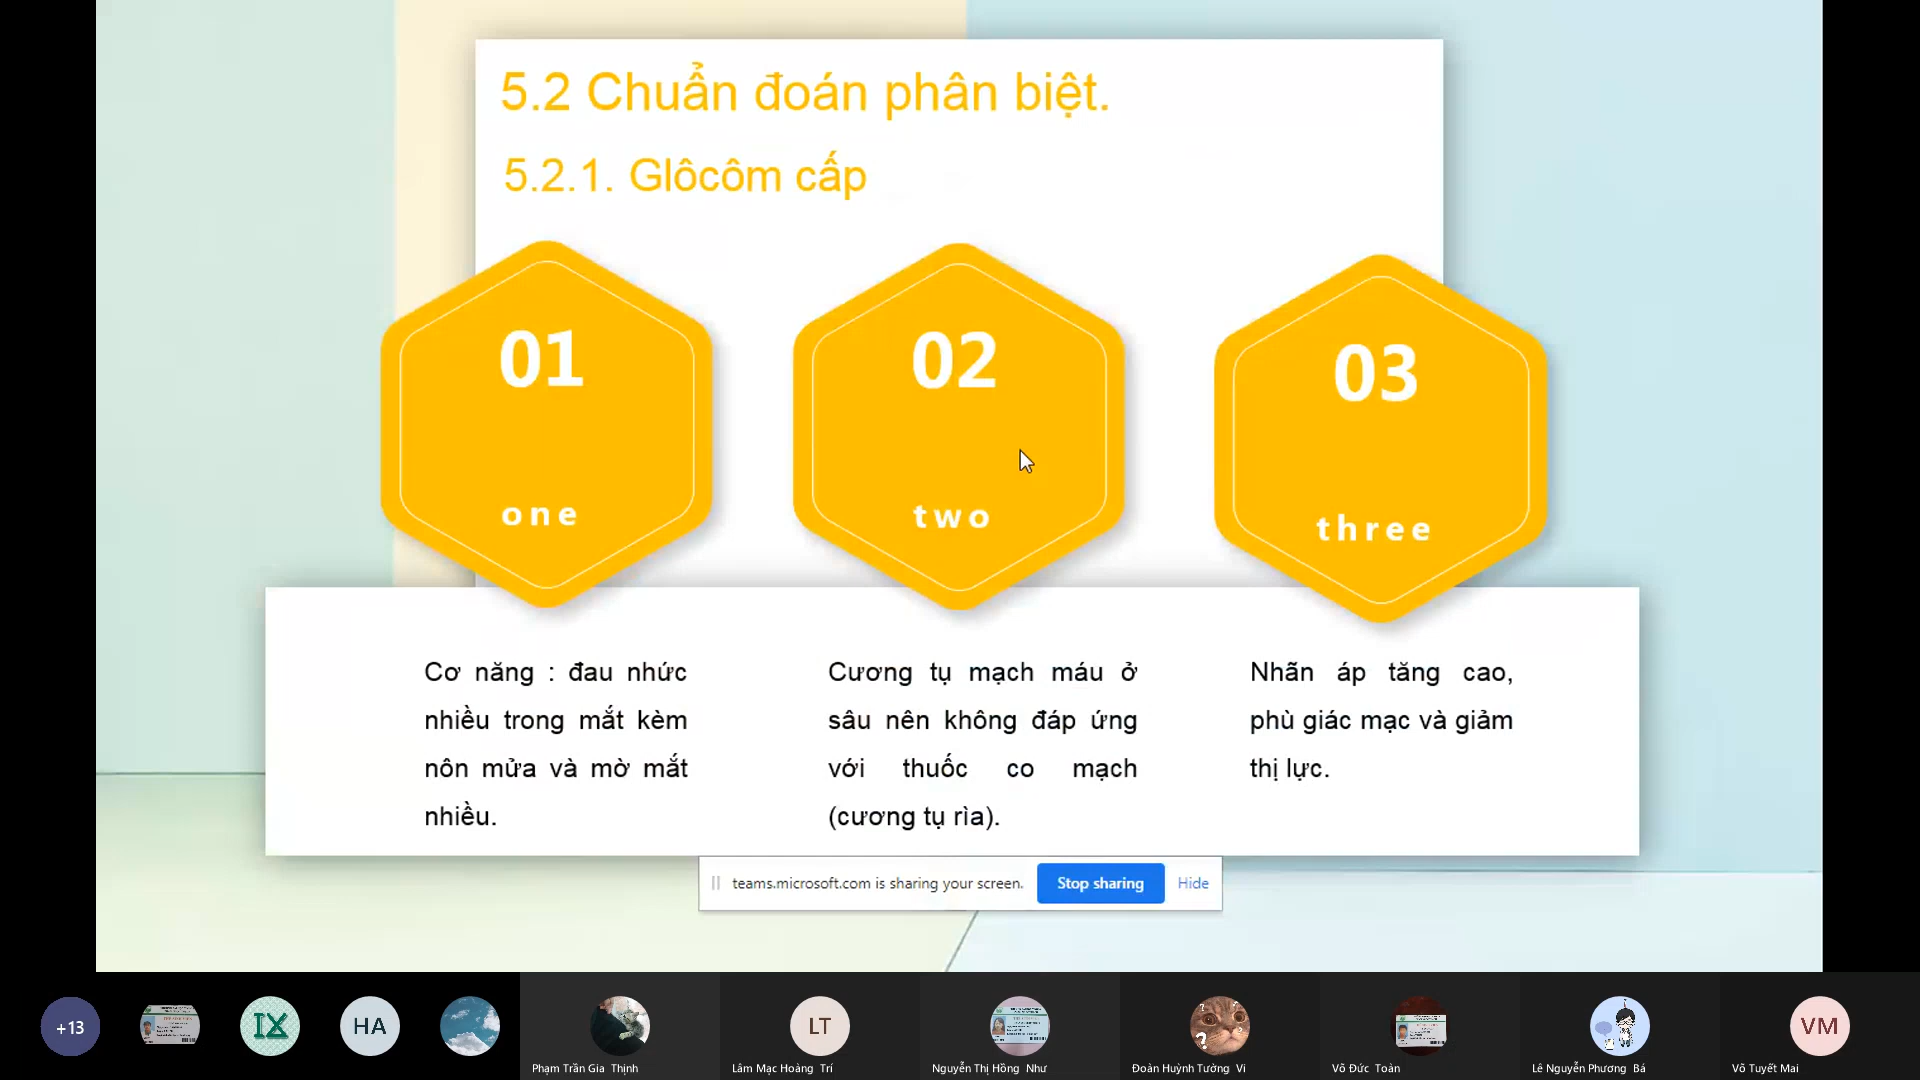 5.2 Chuẩn đoán phân biệt.
5.2.1. Glôcôm cấp
01
one
02
two
03
three
Cơ năng : đau nhức
nhiều trong mắt kèm
nôn mửa và mờ mắt
nhiều.
Cương tụ mạch máu ở
sâu nên không đáp ứng
với thuốc co mạch
(cương tụ rìa).
Nhãn áp tăng cao,
phù giác mạc và giảm
thị lực.
teams.microsoft.com is sharing your screen.
Stop sharing
Hide
+13
IX
HA
LT
VM
Phạm Trần Gia Thịnh
Lâm Mạc Hoàng Trí
Nguyễn Thị Hồng Như
Đoàn Huỳnh Tường Vi
Võ Đức Toàn
Lê Nguyễn Phương Bá
Võ Tuyết Mai